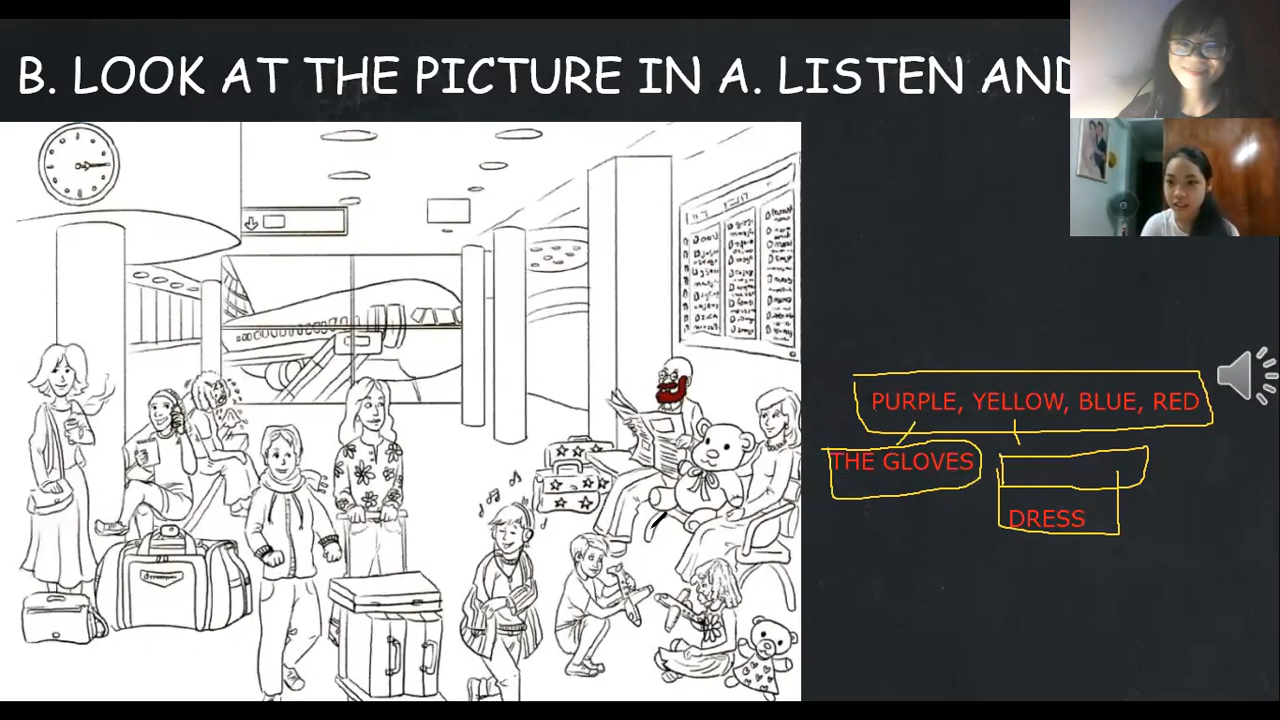 B. LOOK AT THE PICTURE IN A. LISTEN AND
PURPLE, YELLOW, BLUE, RED
THE GLOVES
DRESS